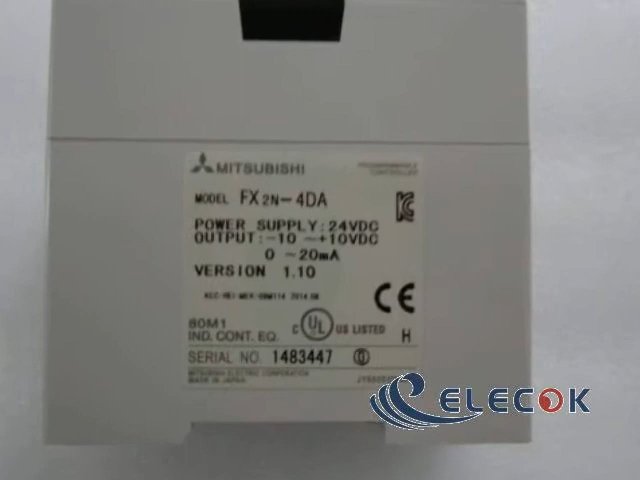 MITSUBISHI
PROGRAMMABLE
CONTROLLER
MODEL FX2N-4DA
POWER SUPPLY:24VDC
OUTPUT:-10 ~+10VDC
0 ~20mA
VERSION 1.10
KCC-REI-MEK-09M114 2014.08
CE
80M1
IND. CONT. EQ.
C UL US LISTED H
SERIAL NO. 1483447
MITSUBISHI ELECTRIC CORPORATION
MADE IN JAPAN
ELECOK